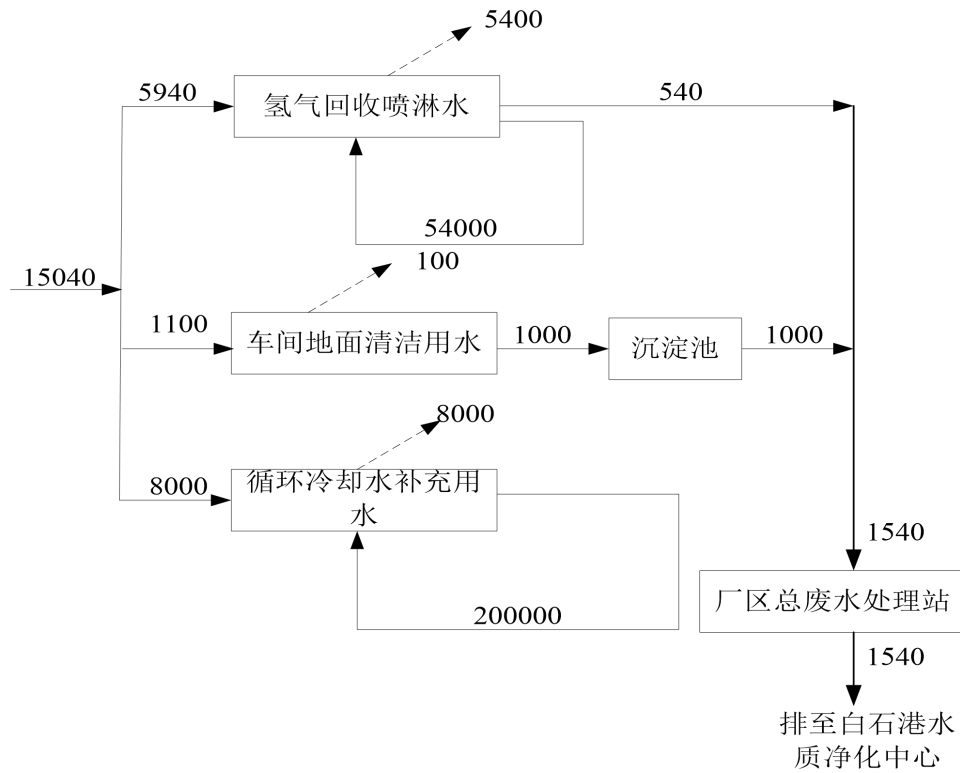 5400
5940
氢气回收喷淋水
540
54000
100
15040
1100
车间地面清洁用水
1000
沉淀池
1000
8000
8000
循环冷却水补充用
水
200000
1540
厂区总废水处理站
1540
排至白石港水
质净化中心